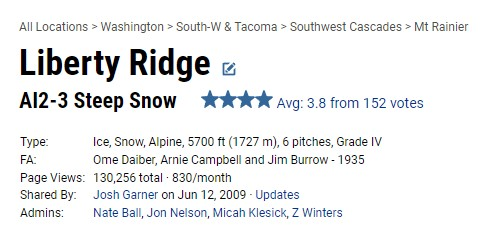 All Locations > Washington > South-W & Tacoma > Southwest Cascades > Mt Rainier
Liberty Ridge
AI2-3 Steep Snow Avg: 3.8 from 152 votes
Type: Ice, Snow, Alpine, 5700 ft (1727 m), 6 pitches, Grade IV
FA: Ome Daiber, Arnie Campbell and Jim Burrow - 1935
Page Views: 130,256 total · 830/month
Shared By: Josh Garner on Jun 12, 2009 · Updates
Admins: Nate Ball, Jon Nelson, Micah Klesick, Z Winters